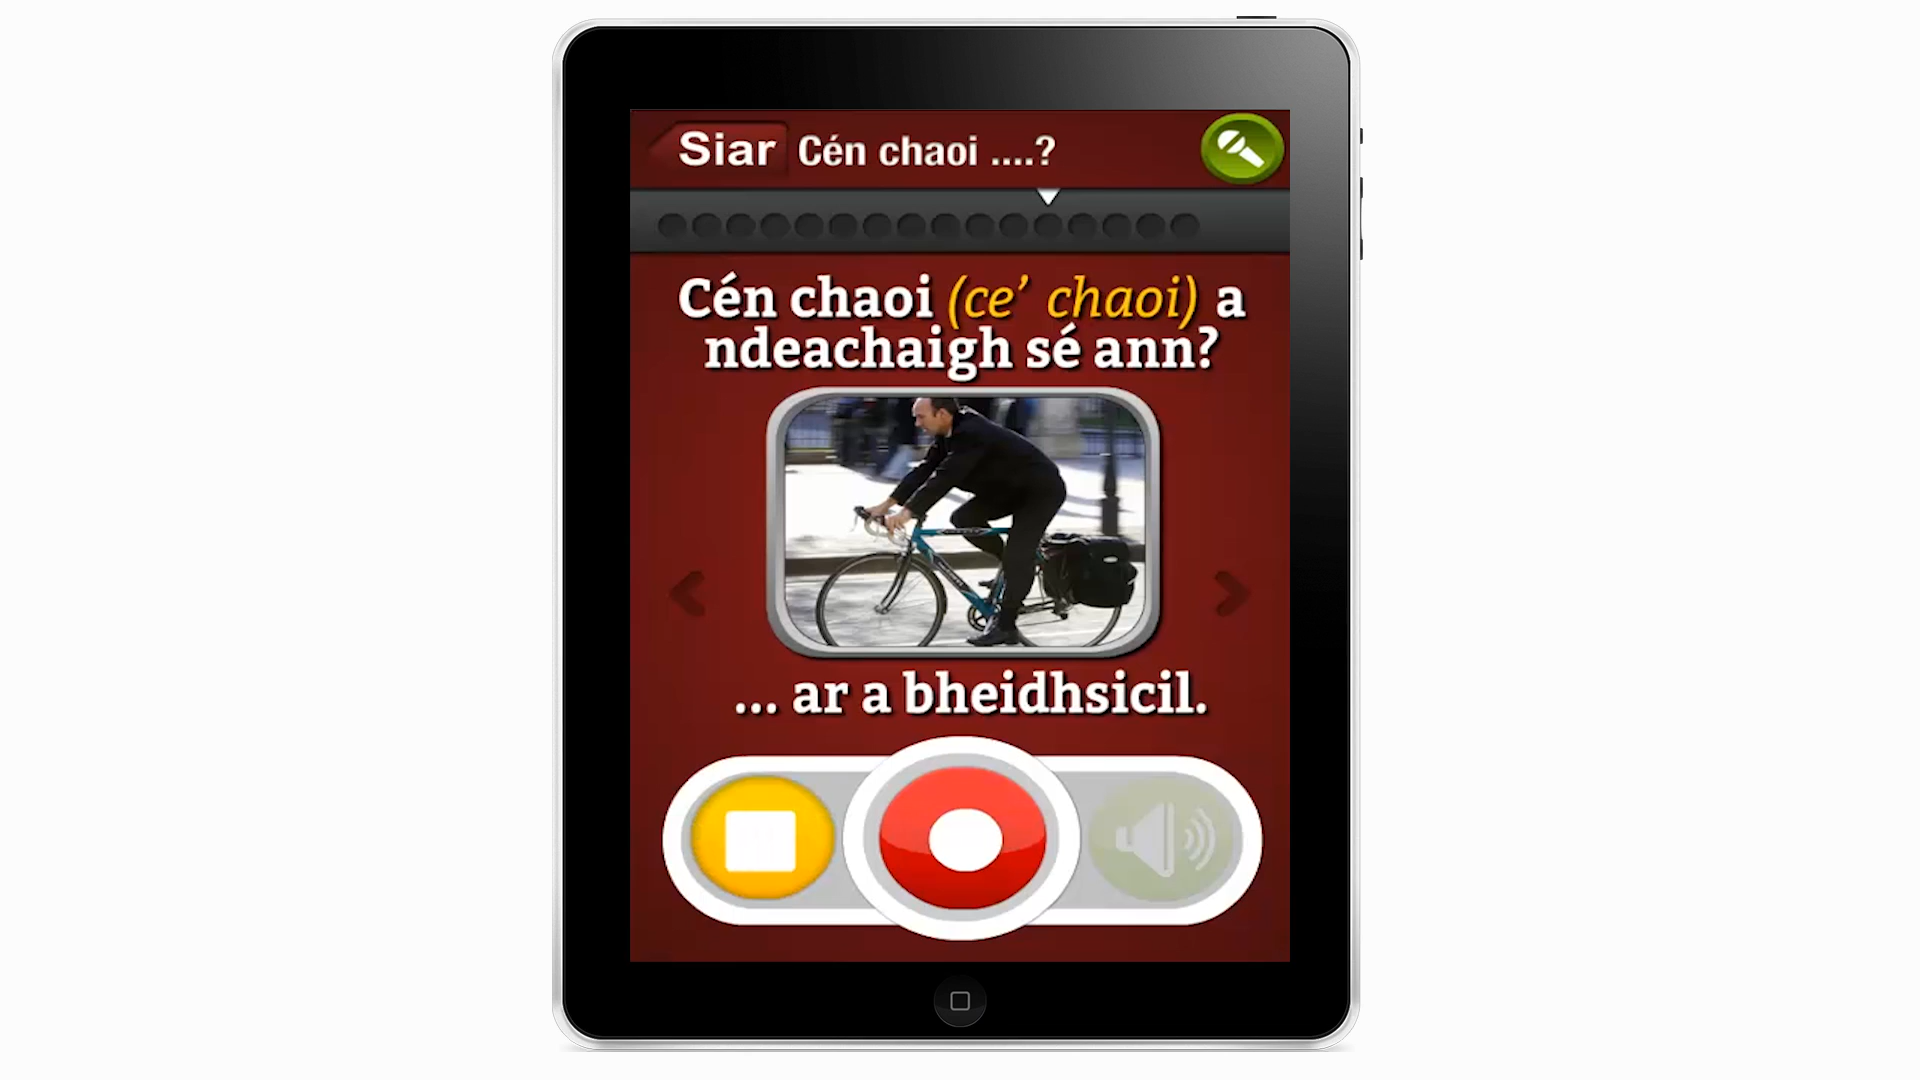 Siar Cén chaoi ....?
Cén chaoi (ce’ chaoi) a
ndeachaigh sé ann?
... ar a bheidhsicil.